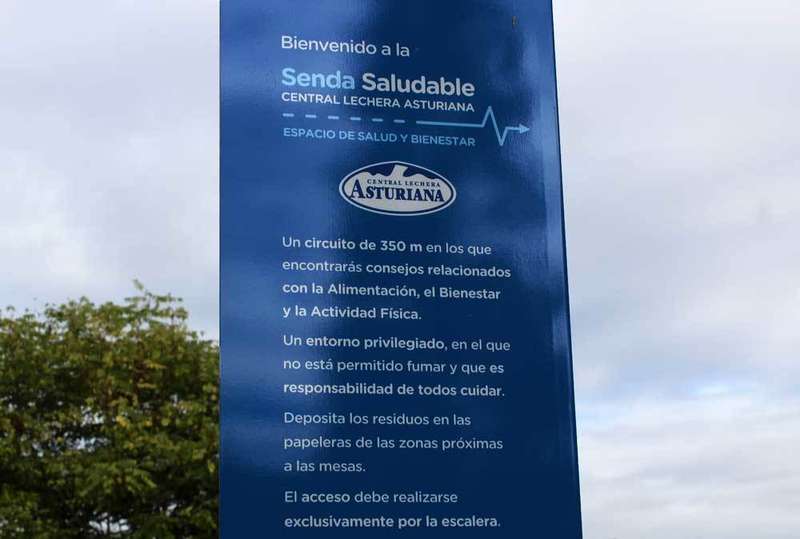 Bienvenido a la
Senda Saludable
CENTRAL LECHERA ASTURIANA
ESPACIO DE SALUD Y BIENESTAR
CENTRAL LECHERA
ASTURIANA
Un circuito de 350 m en los que
encontrarás consejos relacionados
con la Alimentación, el Bienestar
y la Actividad Física.
Un entorno privilegiado, en el que
no está permitido fumar y que es
responsabilidad de todos cuidar.
Deposita los residuos en las
papeleras de las zonas próximas
a las mesas.
El acceso debe realizarse
exclusivamente por la escalera.